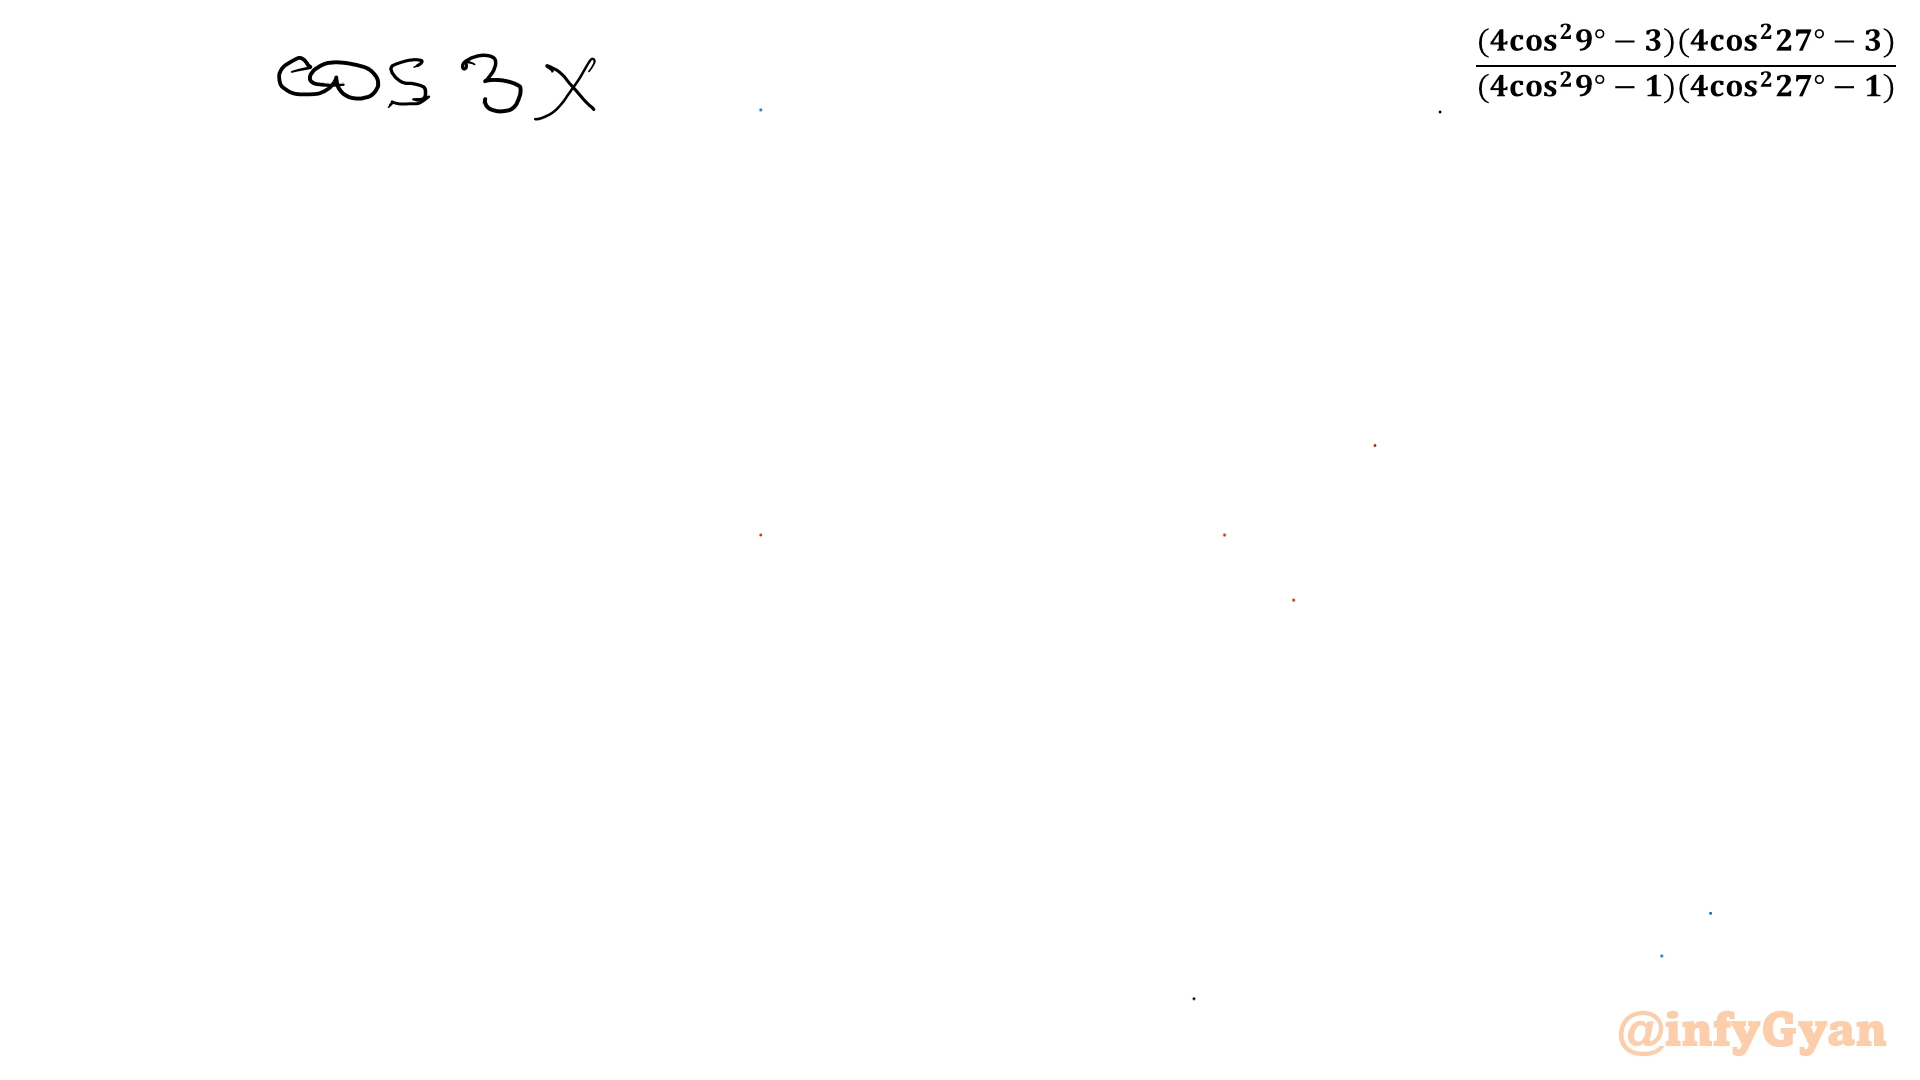 cos 3x
(4cos²9° − 3)(4cos²27° − 3)
(4cos²9° − 1)(4cos²27° − 1)
@infyGyan